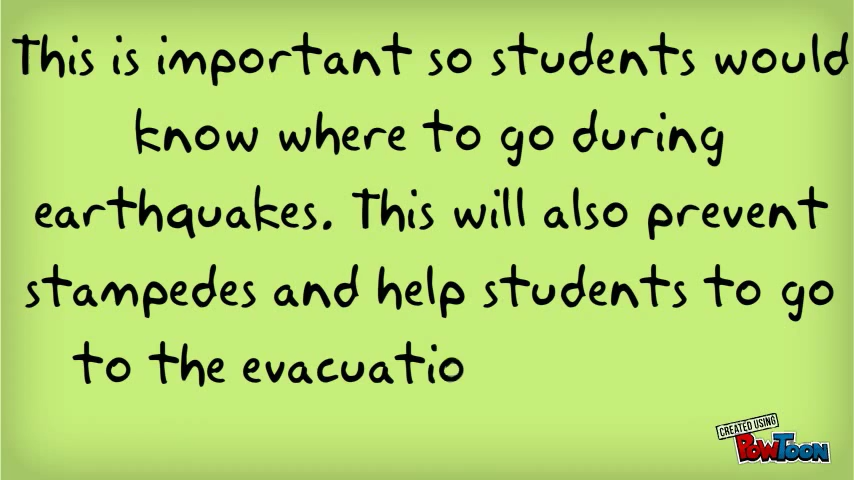 This is important so students would
know where to go during
earthquakes. This will also prevent
stampedes and help students to go
to the evacuatio
CREATED USING
POWTOON